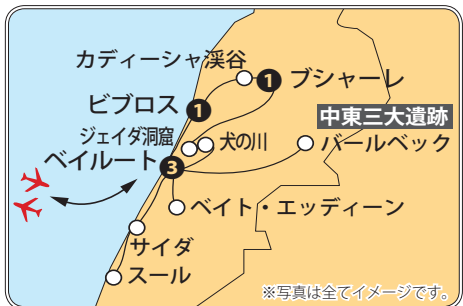 カディーシャ渓谷
1
ブシャーレ
ビブロス
1
中東三大遺跡
ジェイダ洞窟
犬の川
バールベック
ベイルート
3
ベイト・エッディーン
サイダ
スール
※写真は全てイメージです。